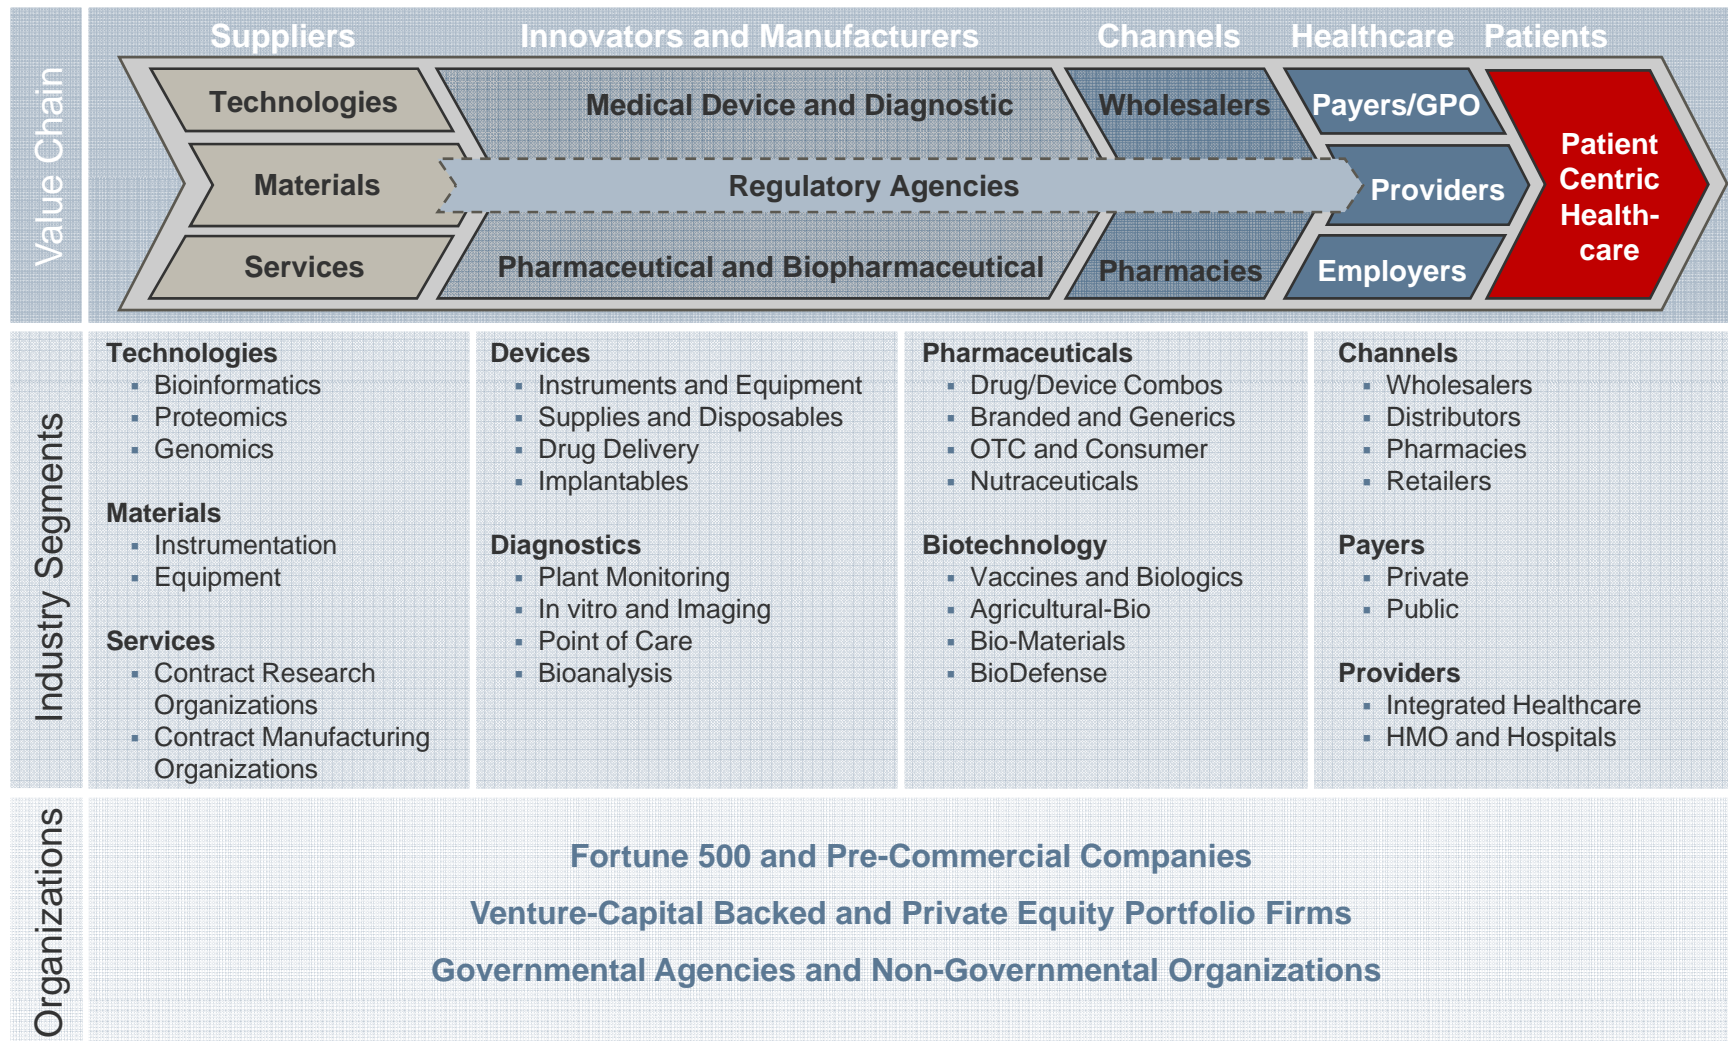 Value Chain
Suppliers
Innovators and Manufacturers
Channels
Healthcare
Patients
Technologies
Materials
Services
Medical Device and Diagnostic
Regulatory Agencies
Pharmaceutical and Biopharmaceutical
Wholesalers
Pharmacies
Payers/GPO
Providers
Employers
Patient
Centric
Health-
care
Industry Segments
Technologies
▪ Bioinformatics
▪ Proteomics
▪ Genomics
Materials
▪ Instrumentation
▪ Equipment
Services
▪ Contract Research
Organizations
▪ Contract Manufacturing
Organizations
Devices
▪ Instruments and Equipment
▪ Supplies and Disposables
▪ Drug Delivery
▪ Implantables
Diagnostics
▪ Plant Monitoring
▪ In vitro and Imaging
▪ Point of Care
▪ Bioanalysis
Pharmaceuticals
▪ Drug/Device Combos
▪ Branded and Generics
▪ OTC and Consumer
▪ Nutraceuticals
Biotechnology
▪ Vaccines and Biologics
▪ Agricultural-Bio
▪ Bio-Materials
▪ BioDefense
Channels
▪ Wholesalers
▪ Distributors
▪ Pharmacies
▪ Retailers
Payers
▪ Private
▪ Public
Providers
▪ Integrated Healthcare
▪ HMO and Hospitals
Organizations
Fortune 500 and Pre-Commercial Companies
Venture-Capital Backed and Private Equity Portfolio Firms
Governmental Agencies and Non-Governmental Organizations